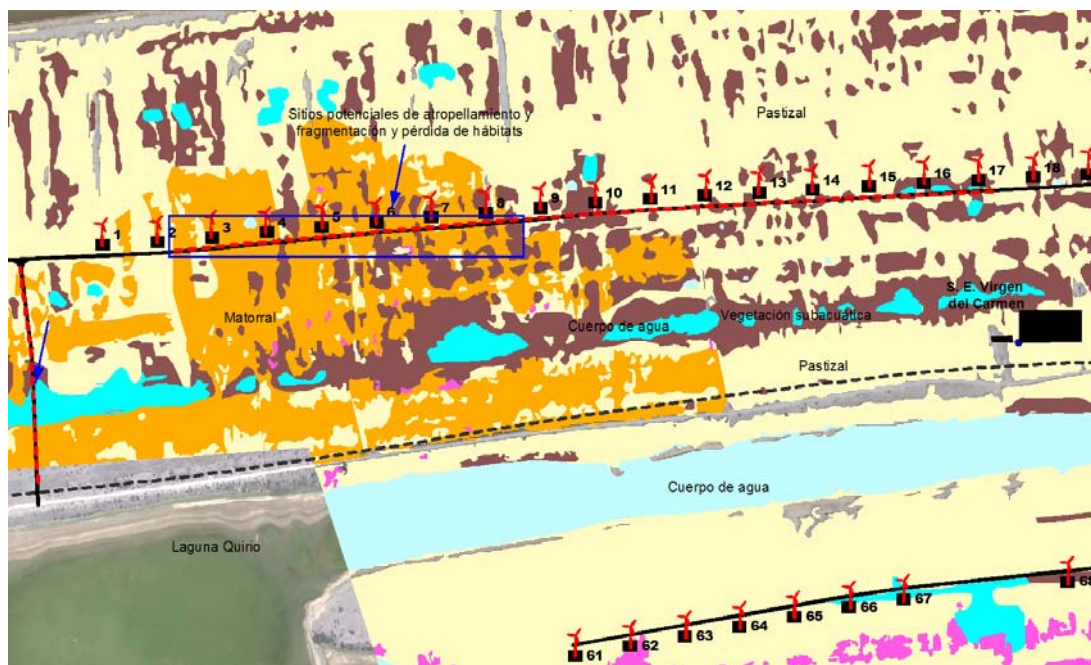 Sitios potenciales de atropellamiento y
fragmentación y pérdida de hábitats
Pastizal
1
2
3
4
5
6
7
8
9
10
11
12
13
14
15
16
17
18
S. E. Virgen
del Carmen
Matorral
Cuerpo de agua
Vegetación subacuática
Pastizal
Cuerpo de agua
Laguna Quirio
61
62
63
64
65
66
67
68